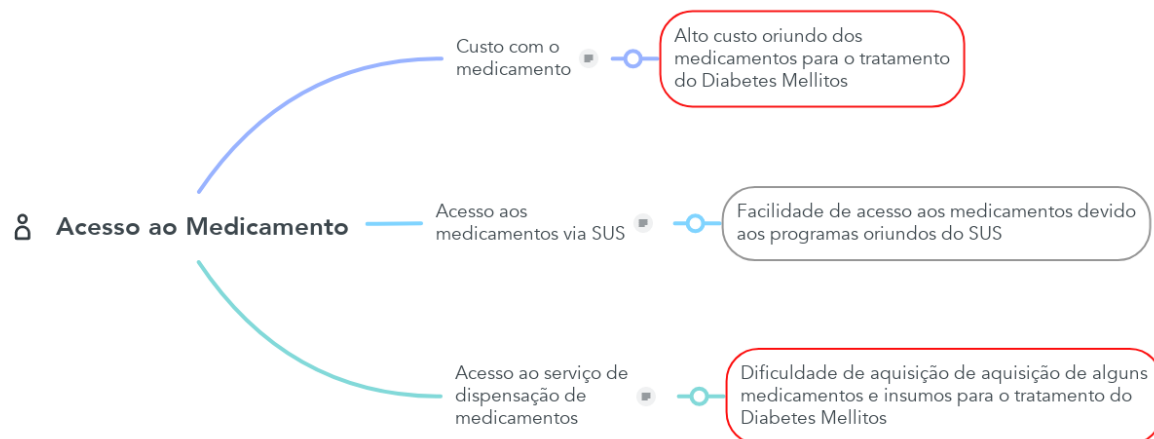 Custo com o
medicamento
Alto custo oriundo dos
medicamentos para o tratamento
do Diabetes Mellitos
Acesso ao Medicamento
Acesso aos
medicamentos via SUS
Facilidade de acesso aos medicamentos devido
aos programas oriundos do SUS
Acesso ao serviço de
dispensação de
medicamentos
Dificuldade de aquisição de aquisição de alguns
medicamentos e insumos para o tratamento do
Diabetes Mellitos